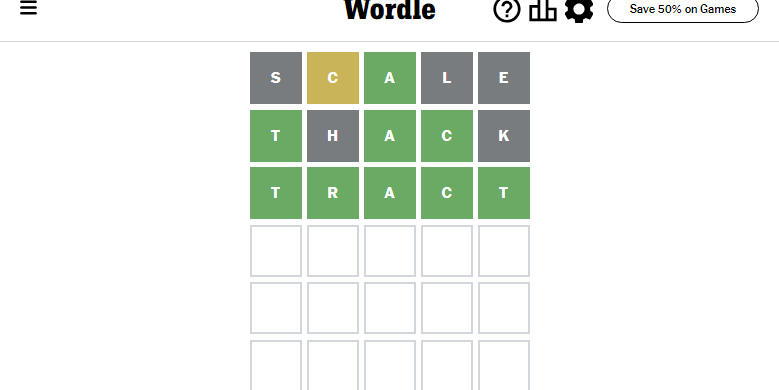 Wordle
Save 50% on Games
S C A L E
T H A C K
T R A C T